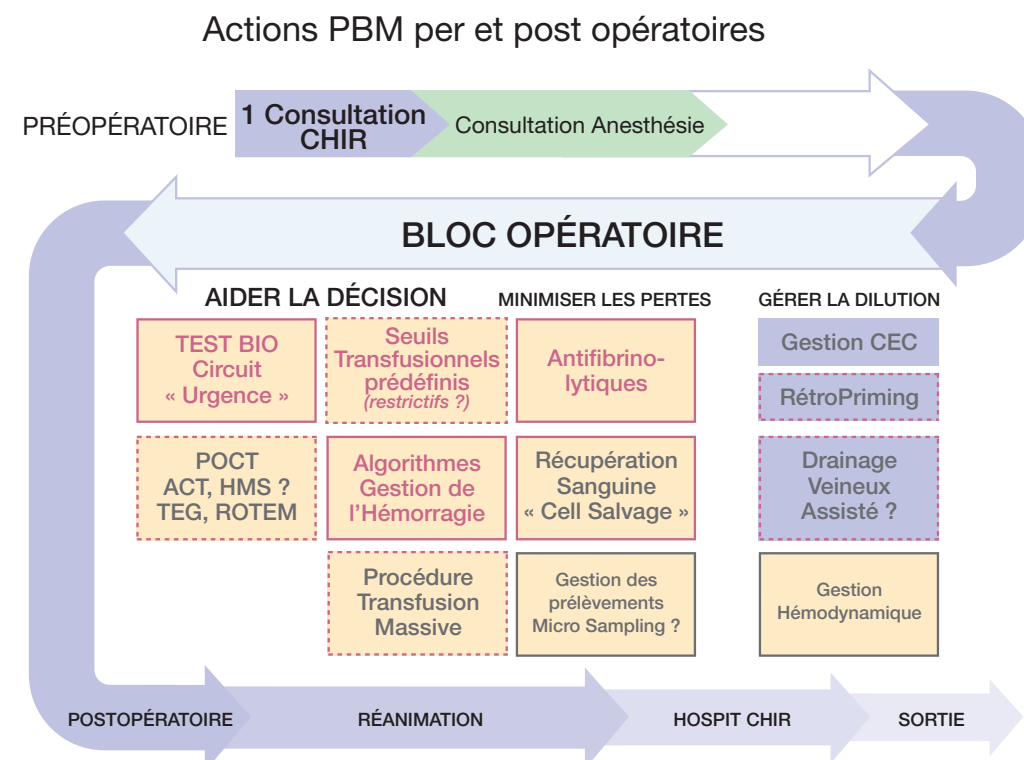 Actions PBM per et post opératoires
PRÉOPÉRATOIRE
1 Consultation
CHIR
Consultation Anesthésie
BLOC OPÉRATOIRE
AIDER LA DÉCISION
MINIMISER LES PERTES
GÉRER LA DILUTION
TEST BIO
Circuit
« Urgence »
Seuils
Transfusionnels
prédéfinis
(restrictifs ?)
Antifibrino-
lytiques
Gestion CEC
RétroPriming
POCT
ACT, HMS ?
TEG, ROTEM
Algorithmes
Gestion de
l’Hémorragie
Récupération
Sanguine
« Cell Salvage »
Drainage
Veineux
Assisté ?
Procédure
Transfusion
Massive
Gestion des
prélèvements
Micro Sampling ?
Gestion
Hémodynamique
POSTOPÉRATOIRE
RÉANIMATION
HOSPIT CHIR
SORTIE